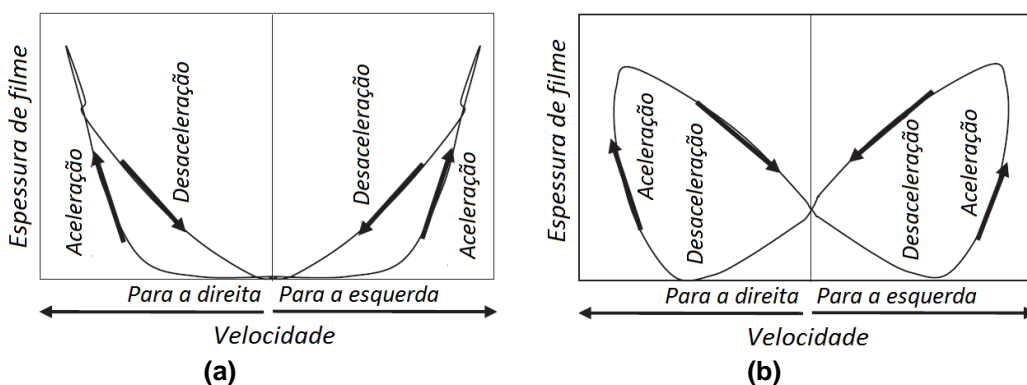 Espessura de filme
Aceleração
Desaceleração
Desaceleração
Aceleração
Para a direita
Para a esquerda
Velocidade
(a)
Espessura de filme
Aceleração
Desaceleração
Desaceleração
Aceleração
Para a direita
Para a esquerda
Velocidade
(b)